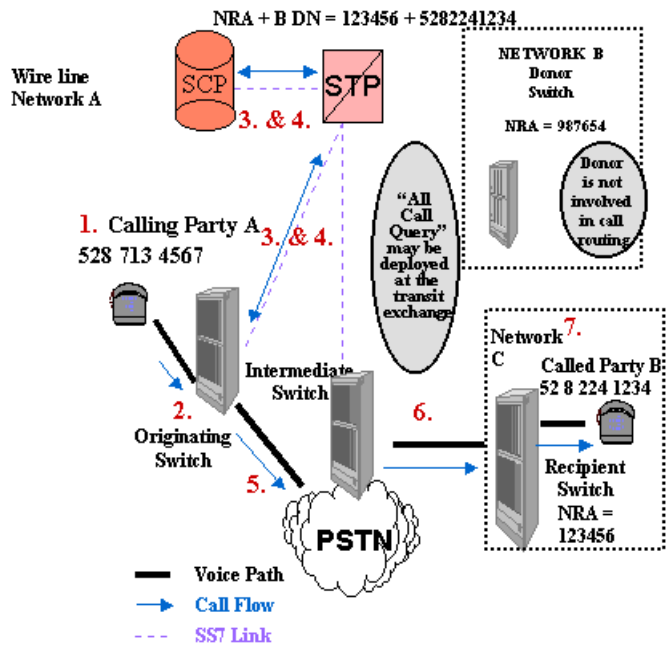 NRA + B DN = 123456 + 5282241234
Wire line
Network A
SCP
STP
3. & 4.
NETWORK B
Donor
Switch
NRA = 987654
Donor
is not
involved
in call
routing
“All
Call
Query”
may be
deployed
at the
transit
exchange
1. Calling Party A
528 713 4567
3. & 4.
2.
Originating
Switch
Intermediate
Switch
5.
6.
7.
Network
C
Called Party B
52 8 224 1234
Recipient
Switch
NRA =
123456
PSTN
Voice Path
Call Flow
SS7 Link